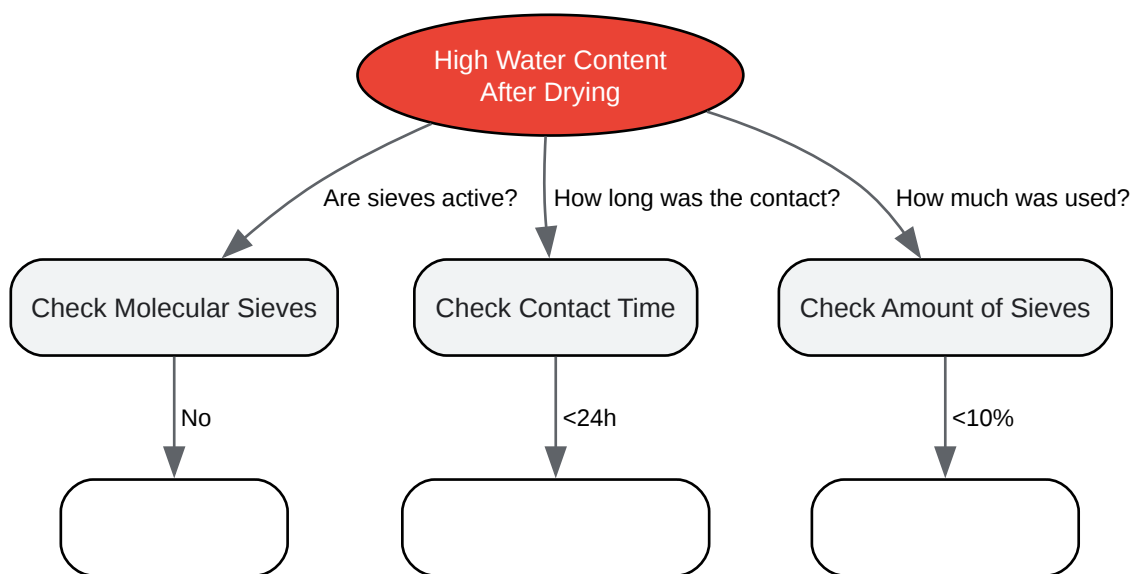 High Water Content
After Drying
Are sieves active?
How long was the contact?
How much was used?
Check Molecular Sieves
Check Contact Time
Check Amount of Sieves
No
<24h
<10%